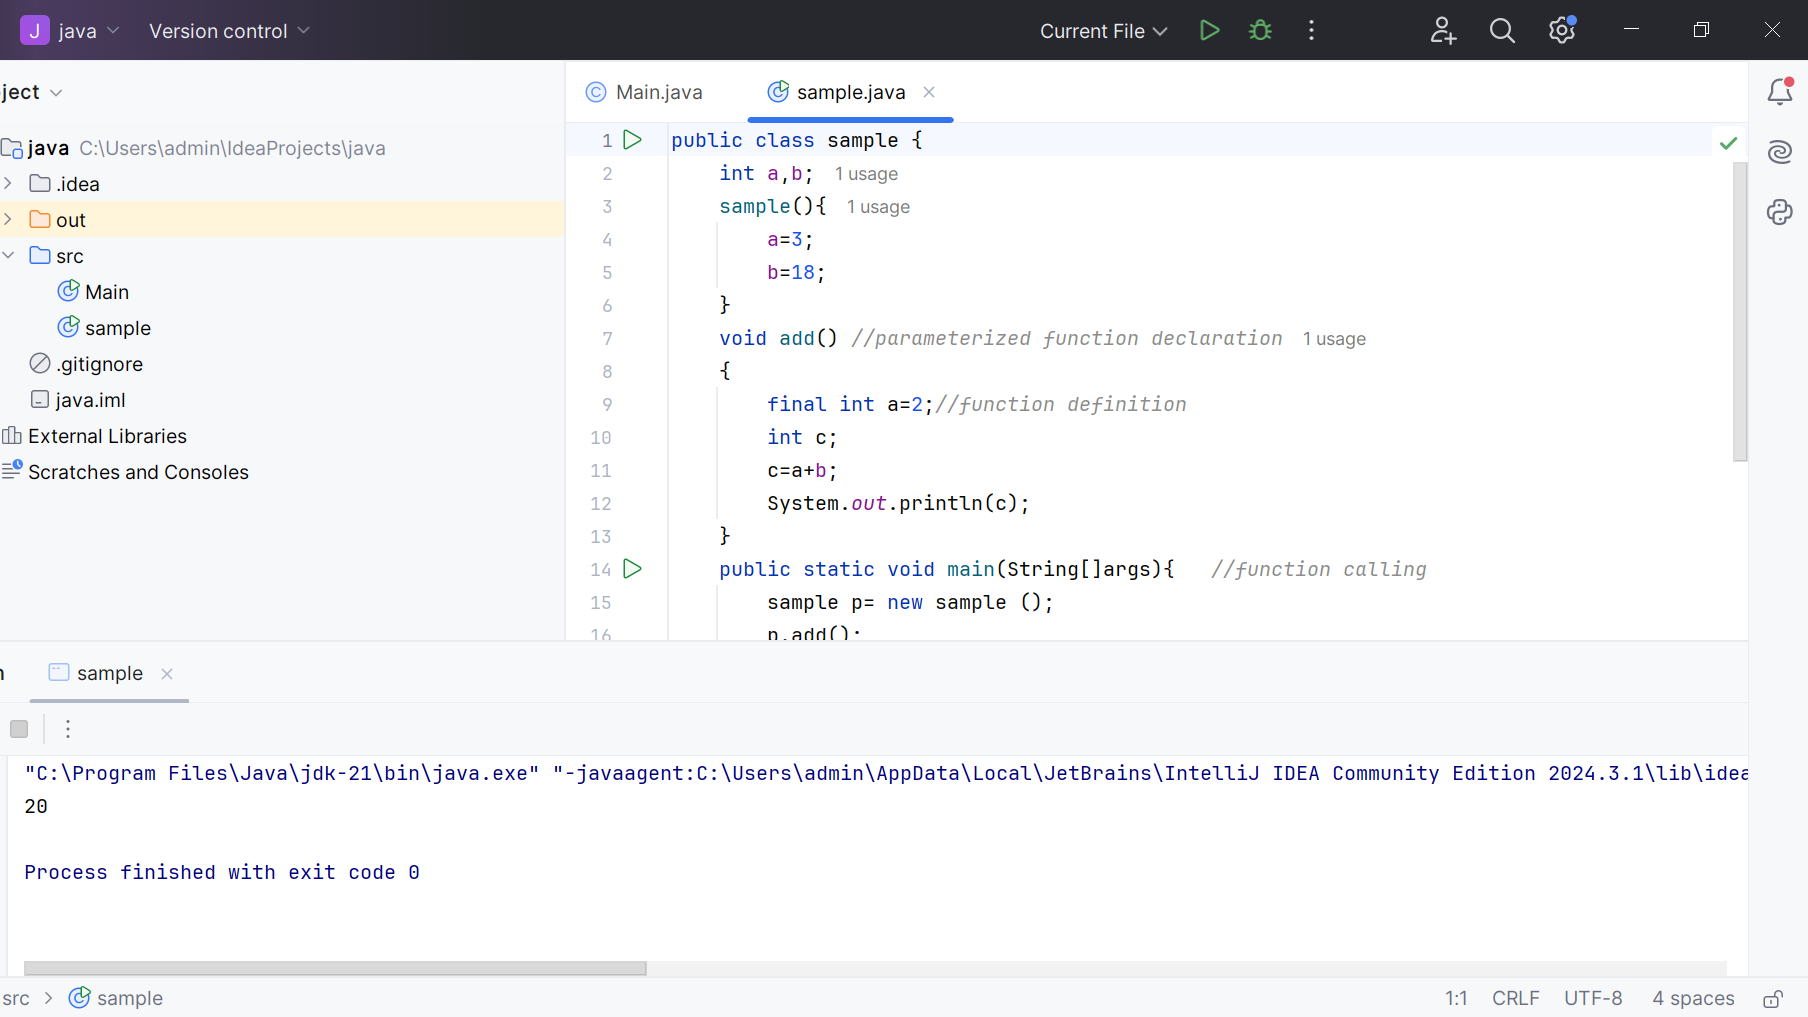 J java Version control Current File
ject
java C:\Users\admin\IdeaProjects\java
.idea
out
src
Main
sample
.gitignore
java.iml
External Libraries
Scratches and Consoles
Main.java sample.java
1 public class sample {
2 int a,b; 1 usage
3 sample(){ 1 usage
4 a=3;
5 b=18;
6 }
7 void add() //parameterized function declaration 1 usage
8 {
9 final int a=2;//function definition
10 int c;
11 c=a+b;
12 System.out.println(c);
13 }
14 public static void main(String[]args){ //function calling
15 sample p= new sample ();
16 p.add();
sample
"C:\Program Files\Java\jdk-21\bin\java.exe" "-javaagent:C:\Users\admin\AppData\Local\JetBrains\IntelliJ IDEA Community Edition 2024.3.1\lib\idea
20
Process finished with exit code 0
src > sample 1:1 CRLF UTF-8 4 spaces